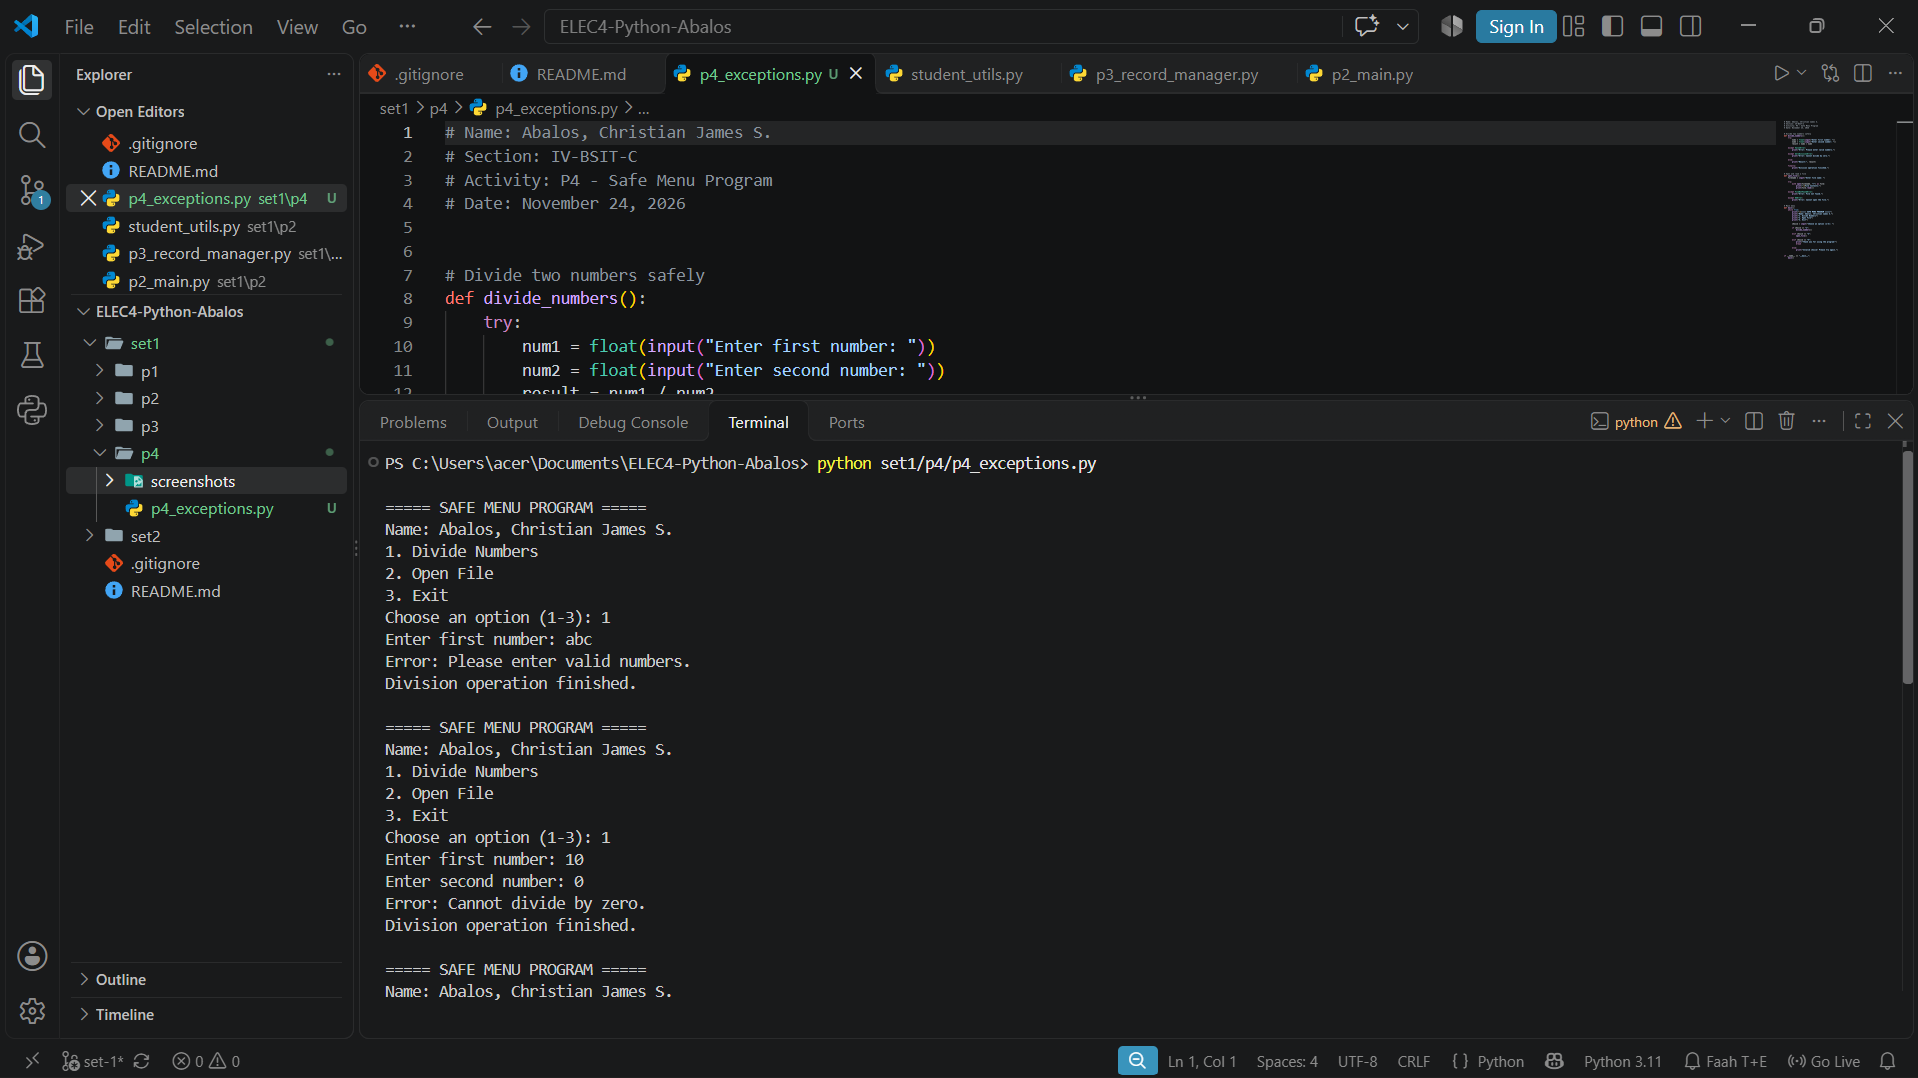 File Edit Selection View Go ··· ELEC4-Python-Abalos Sign In
Explorer ···
Open Editors
.gitignore
README.md
p4_exceptions.py set1\p4 U
student_utils.py set1\p2
p3_record_manager.py set1\...
p2_main.py set1\p2
ELEC4-Python-Abalos
set1
p1
p2
p3
p4
screenshots
p4_exceptions.py U
set2
.gitignore
README.md
Outline
Timeline
.gitignore README.md p4_exceptions.py U student_utils.py p3_record_manager.py p2_main.py
set1 > p4 > p4_exceptions.py > ...
1 # Name: Abalos, Christian James S.
2 # Section: IV-BSIT-C
3 # Activity: P4 - Safe Menu Program
4 # Date: November 24, 2026
5
6
7 # Divide two numbers safely
8 def divide_numbers():
9 try:
10 num1 = float(input("Enter first number: "))
11 num2 = float(input("Enter second number: "))
12 result = num1 / num2
Problems Output Debug Console Terminal Ports python
PS C:\Users\acer\Documents\ELEC4-Python-Abalos> python set1/p4/p4_exceptions.py
===== SAFE MENU PROGRAM =====
Name: Abalos, Christian James S.
1. Divide Numbers
2. Open File
3. Exit
Choose an option (1-3): 1
Enter first number: abc
Error: Please enter valid numbers.
Division operation finished.
===== SAFE MENU PROGRAM =====
Name: Abalos, Christian James S.
1. Divide Numbers
2. Open File
3. Exit
Choose an option (1-3): 1
Enter first number: 10
Enter second number: 0
Error: Cannot divide by zero.
Division operation finished.
===== SAFE MENU PROGRAM =====
Name: Abalos, Christian James S.
set-1* 0 0 Ln 1, Col 1 Spaces: 4 UTF-8 CRLF { } Python Python 3.11 Faah T+E Go Live